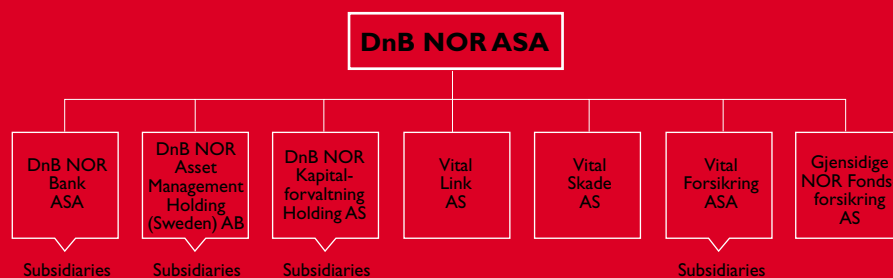 DnB NOR ASA
DnB NOR
Bank
ASA
DnB NOR
Asset
Management
Holding
(Sweden) AB
DnB NOR
Kapital-
forvaltning
Holding AS
Vital
Link
AS
Vital
Skade
AS
Vital
Forsikring
ASA
Gjensidige
NOR Fonds-
forsikring
AS
Subsidiaries
Subsidiaries
Subsidiaries
Subsidiaries